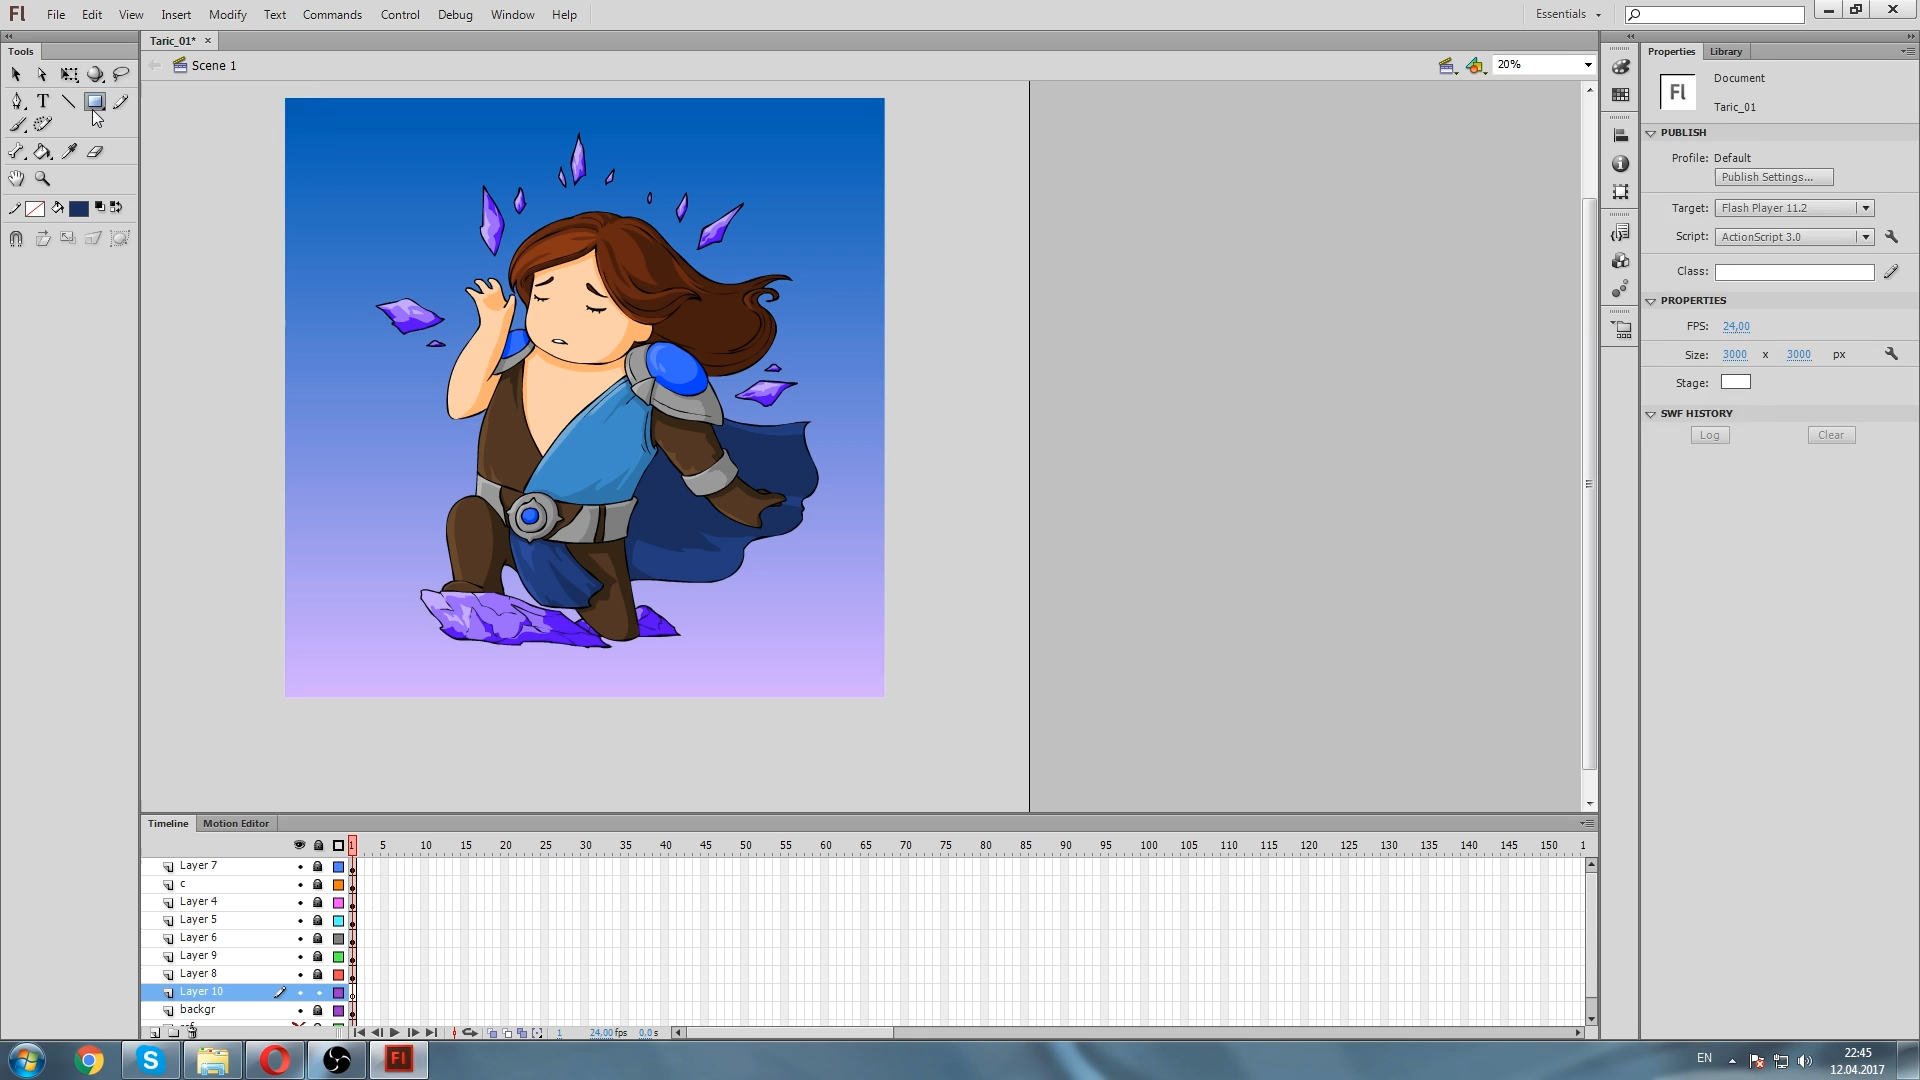 Fl File Edit View Insert Modify Text Commands Control Debug Window Help Essentials
Tools
Taric_01*
Scene 1
20%
Properties Library
Fl
Document
Taric_01
PUBLISH
Profile: Default
Publish Settings...
Target: Flash Player 11.2
Script: ActionScript 3.0
Class:
PROPERTIES
FPS: 24,00
Size: 3000 x 3000 px
Stage:
SWF HISTORY
Log Clear
Timeline Motion Editor
1 5 10 15 20 25 30 35 40 45 50 55 60 65 70 75 80 85 90 95 100 105 110 115 120 125 130 135 140 145 150 1
Layer 7
c
Layer 4
Layer 5
Layer 6
Layer 9
Layer 8
Layer 10
backgr
1 24,00 fps 0,0 s
EN
22:45
12.04.2017